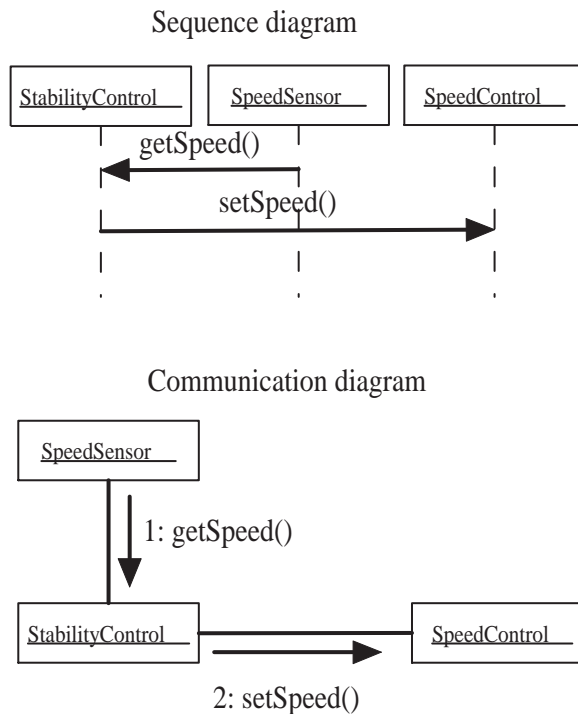 Sequence diagram
StabilityControl SpeedSensor SpeedControl
getSpeed()
setSpeed()
Communication diagram
SpeedSensor
1: getSpeed()
StabilityControl SpeedControl
2: setSpeed()